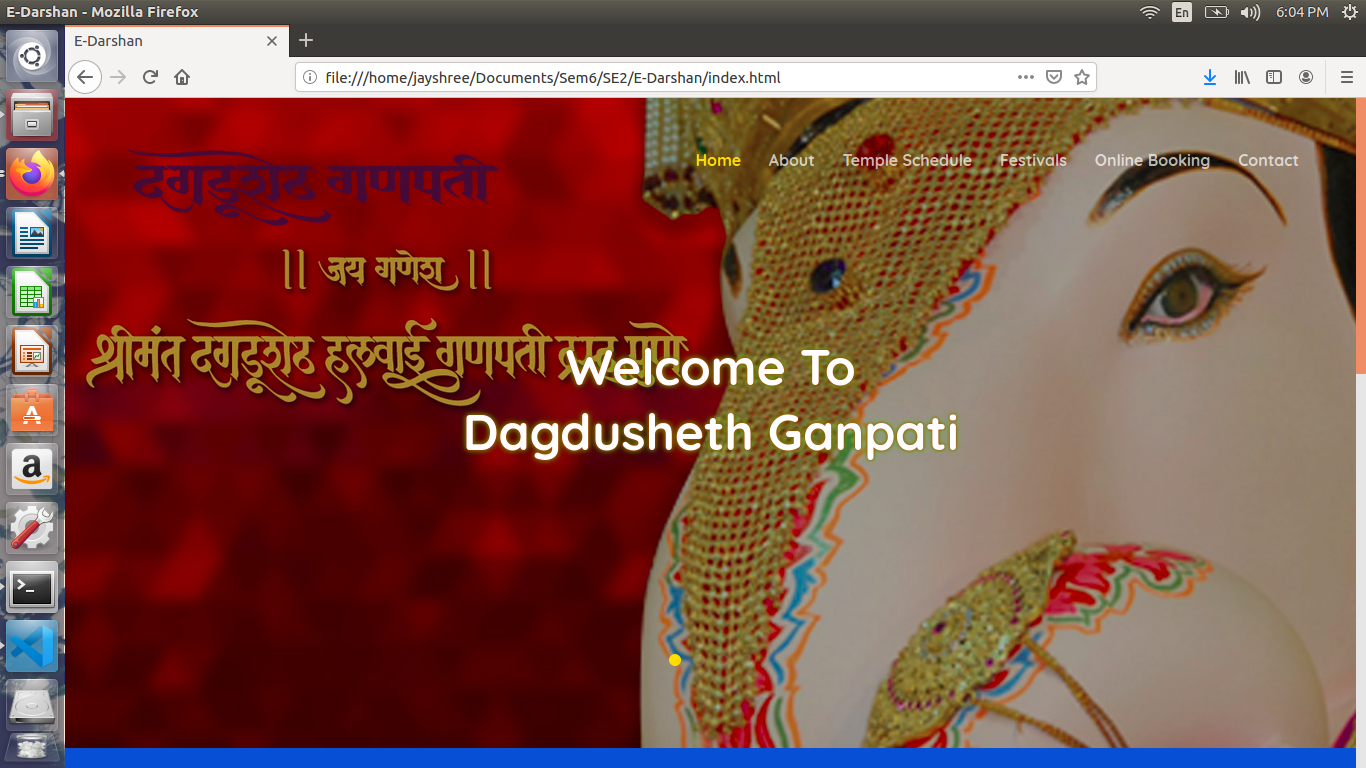 E-Darshan - Mozilla Firefox
En
6:04 PM
E-Darshan
file:///home/jayshree/Documents/Sem6/SE2/E-Darshan/index.html
Home About Temple Schedule Festivals Online Booking Contact
दगडूशेठ गणपती
|| जय गणेश ||
श्रीमंत दगडूशेठ हलवाई गणपती
Welcome To
Dagdusheth Ganpati